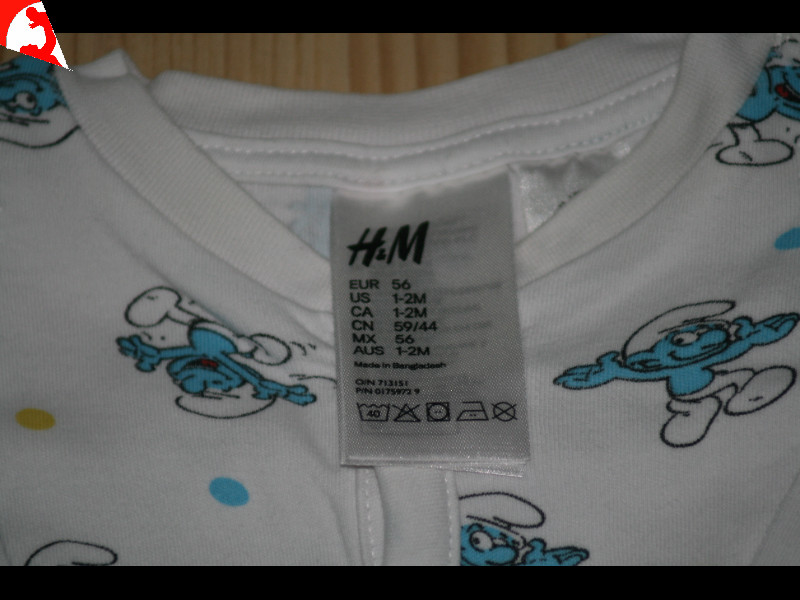 H&M
EUR 56
US 1-2M
CA 1-2M
CN 59/44
MX 56
AUS 1-2M
Made in Bangladesh
O/N 713151
P/N 0175972 9
40